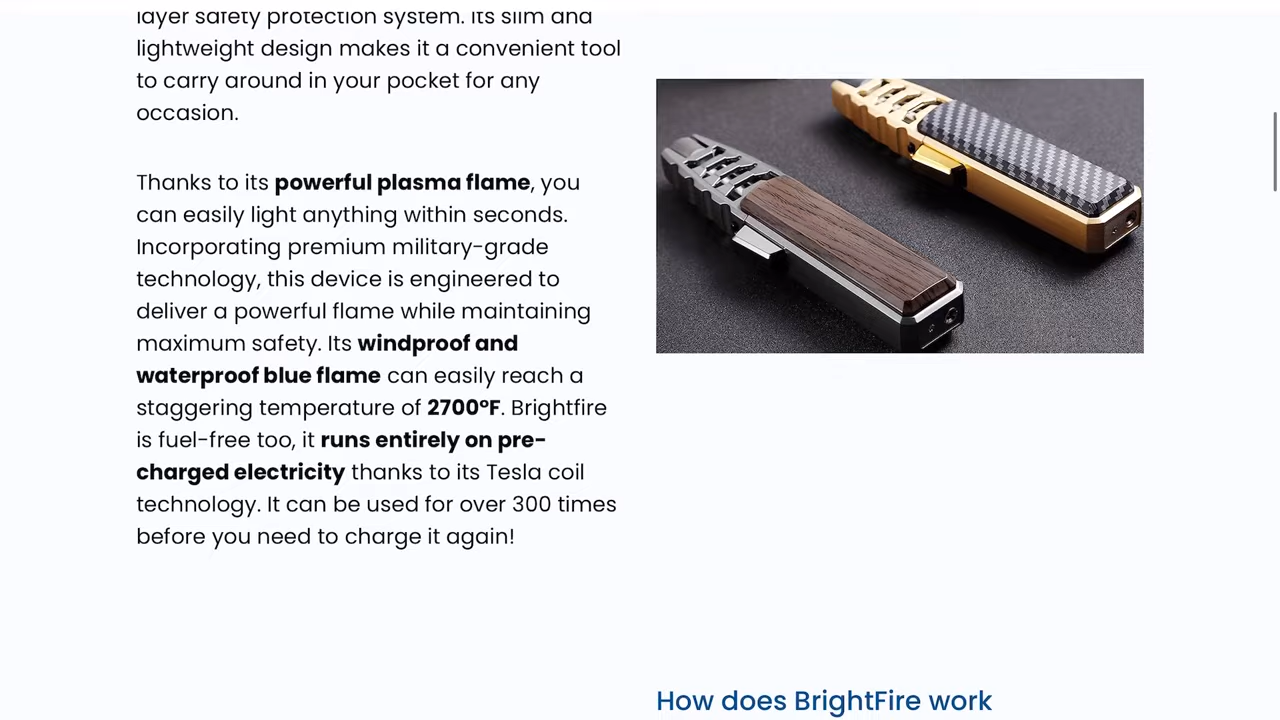 layer safety protection system. Its slim and
lightweight design makes it a convenient tool
to carry around in your pocket for any
occasion.
Thanks to its powerful plasma flame, you
can easily light anything within seconds.
Incorporating premium military-grade
technology, this device is engineered to
deliver a powerful flame while maintaining
maximum safety. Its windproof and
waterproof blue flame can easily reach a
staggering temperature of 2700°F. Brightfire
is fuel-free too, it runs entirely on pre-
charged electricity thanks to its Tesla coil
technology. It can be used for over 300 times
before you need to charge it again!
How does BrightFire work